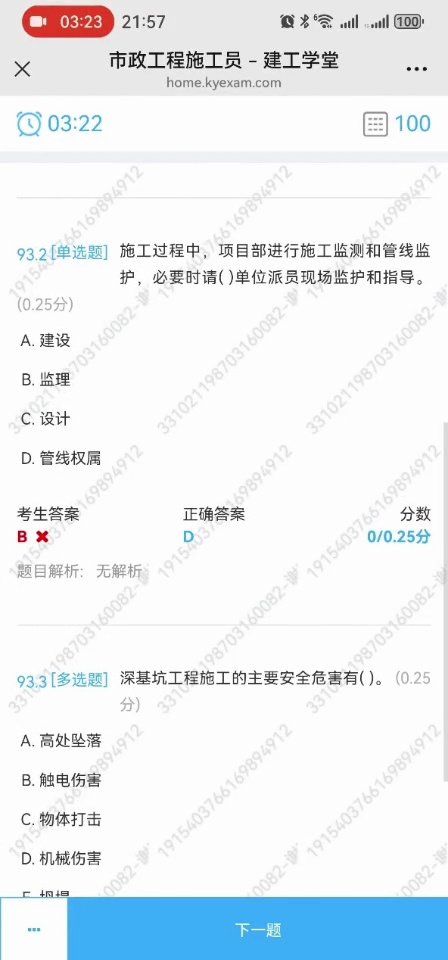 03:23 21:57 100
市政工程施工员 – 建工学堂
home.kyexam.com
03:22 100
93.2 [单选题] 施工过程中，项目部进行施工监测和管线监
护，必要时请( )单位派员现场监护和指导。
(0.25分)
A. 建设
B. 监理
C. 设计
D. 管线权属
考生答案 正确答案 分数
B D 0/0.25分
题目解析： 无解析
93.3 [多选题] 深基坑工程施工的主要安全危害有( )。 (0.25
分)
A. 高处坠落
B. 触电伤害
C. 物体打击
D. 机械伤害
下一题